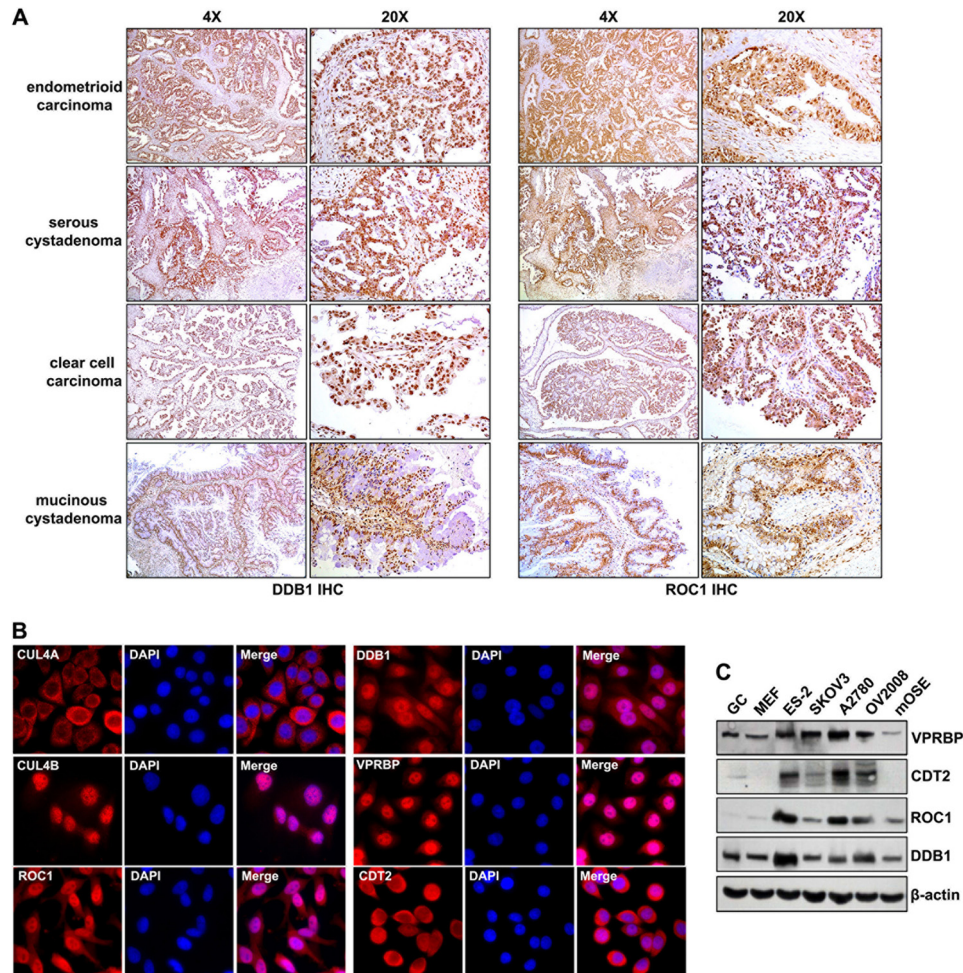 A
4X 20X 4X 20X
endometrioid
carcinoma
serous
cystadenoma
clear cell
carcinoma
mucinous
cystadenoma
DDB1 IHC ROC1 IHC
B
CUL4A DAPI Merge DDB1 DAPI Merge
CUL4B DAPI Merge VPRBP DAPI Merge
ROC1 DAPI Merge CDT2 DAPI Merge
C
GC MEF ES-2 SKOV3 A2780 OV2008 mOSE
VPRBP
CDT2
ROC1
DDB1
β-actin